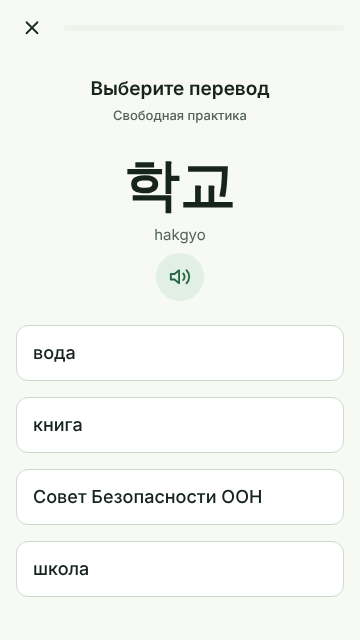 Выберите перевод
Свободная практика
학교
hakgyo
вода
книга
Совет Безопасности ООН
школа